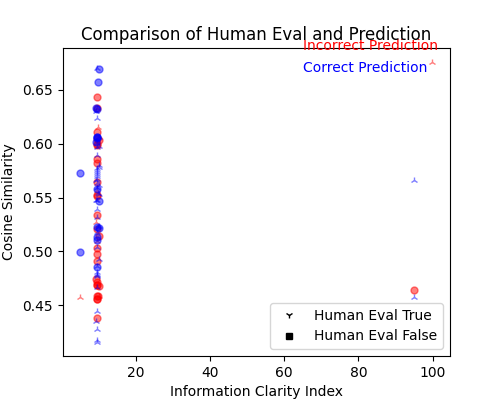 Comparison of Human Eval and Prediction
Incorrect Prediction
Correct Prediction
Cosine Similarity
0.65
0.60
0.55
0.50
0.45
Human Eval True
Human Eval False
20
40
60
80
100
Information Clarity Index